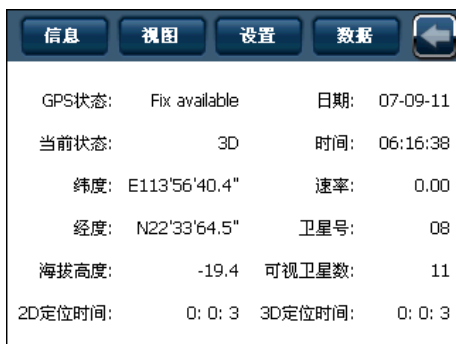 信息 视图 设置 数据
GPS状态: Fix available 日期: 07-09-11
当前状态: 3D 时间: 06:16:38
纬度: E113'56'40.4" 速率: 0.00
经度: N22'33'64.5" 卫星号: 08
海拔高度: -19.4 可视卫星数: 11
2D定位时间: 0: 0: 3 3D定位时间: 0: 0: 3